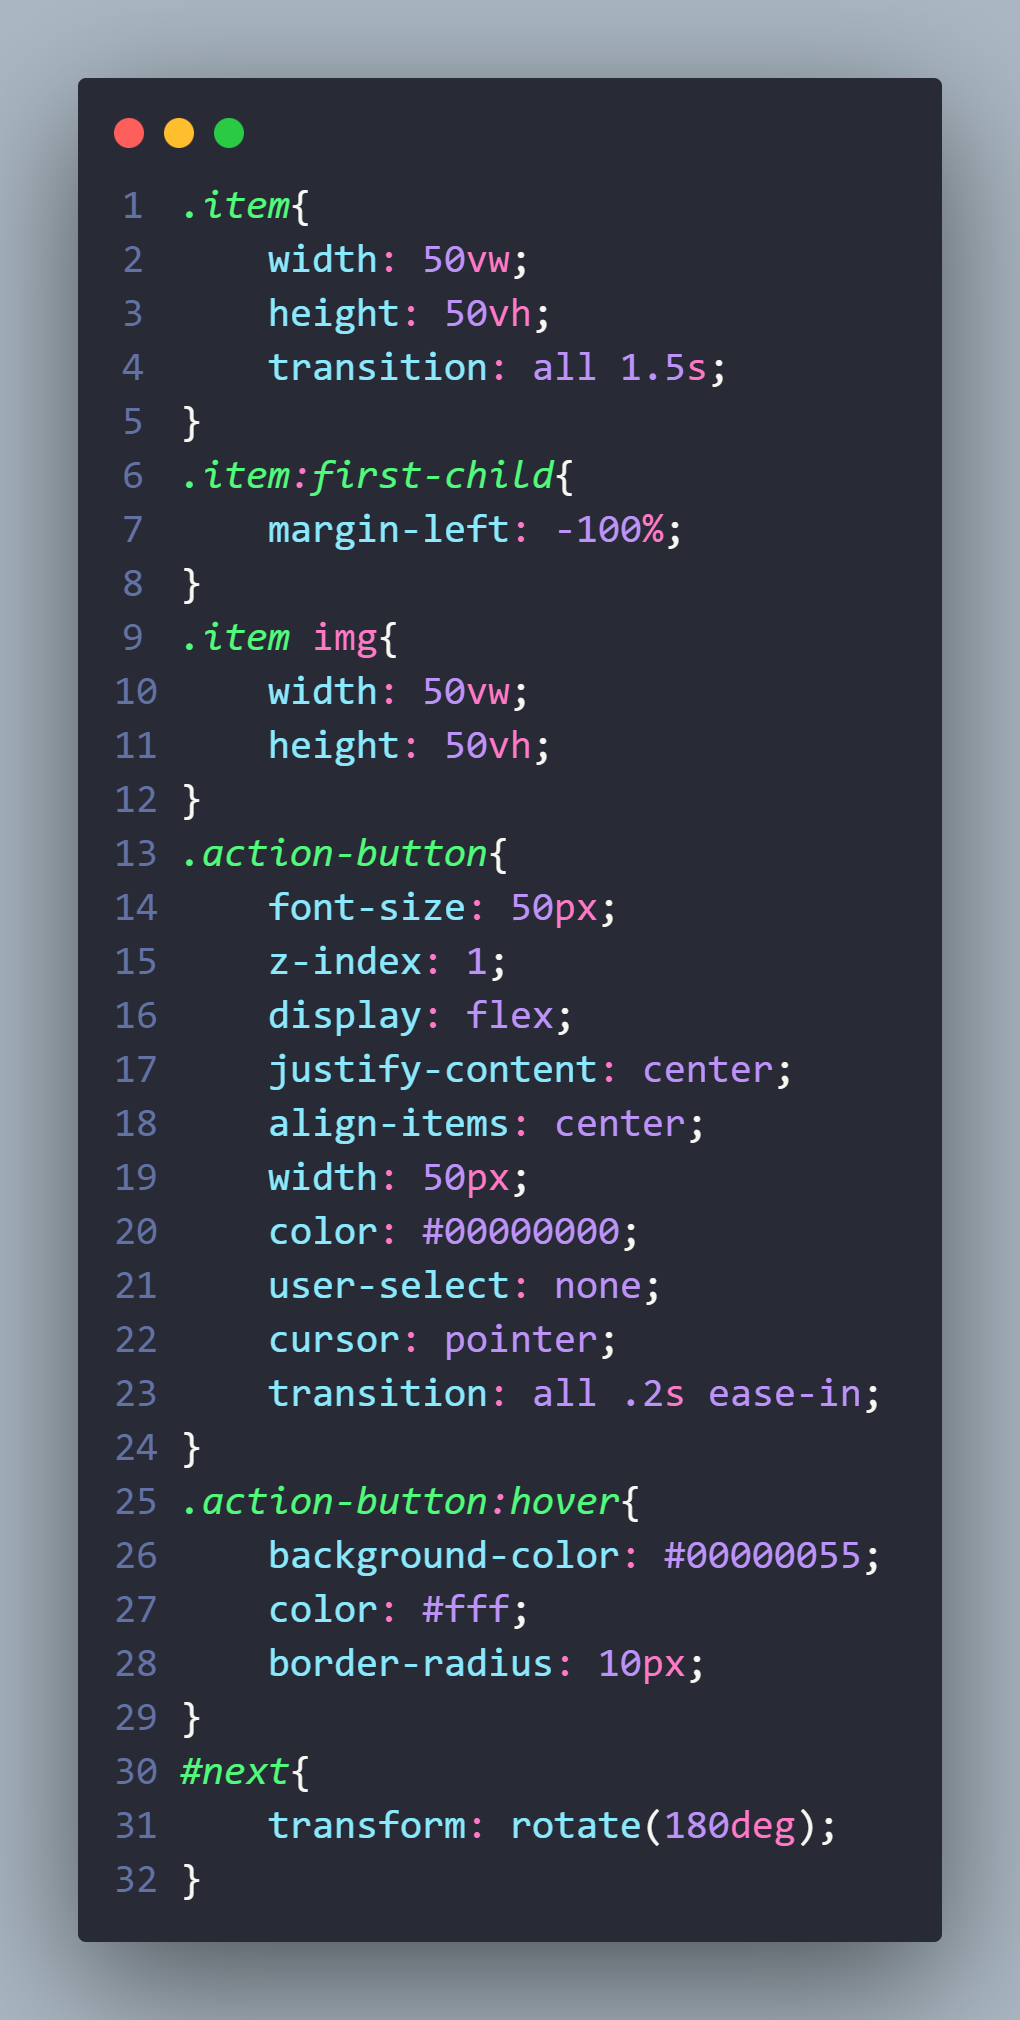 1 .item{
2     width: 50vw;
3     height: 50vh;
4     transition: all 1.5s;
5 }
6 .item:first-child{
7     margin-left: -100%;
8 }
9 .item img{
10     width: 50vw;
11     height: 50vh;
12 }
13 .action-button{
14     font-size: 50px;
15     z-index: 1;
16     display: flex;
17     justify-content: center;
18     align-items: center;
19     width: 50px;
20     color: #00000000;
21     user-select: none;
22     cursor: pointer;
23     transition: all .2s ease-in;
24 }
25 .action-button:hover{
26     background-color: #00000055;
27     color: #fff;
28     border-radius: 10px;
29 }
30 #next{
31     transform: rotate(180deg);
32 }